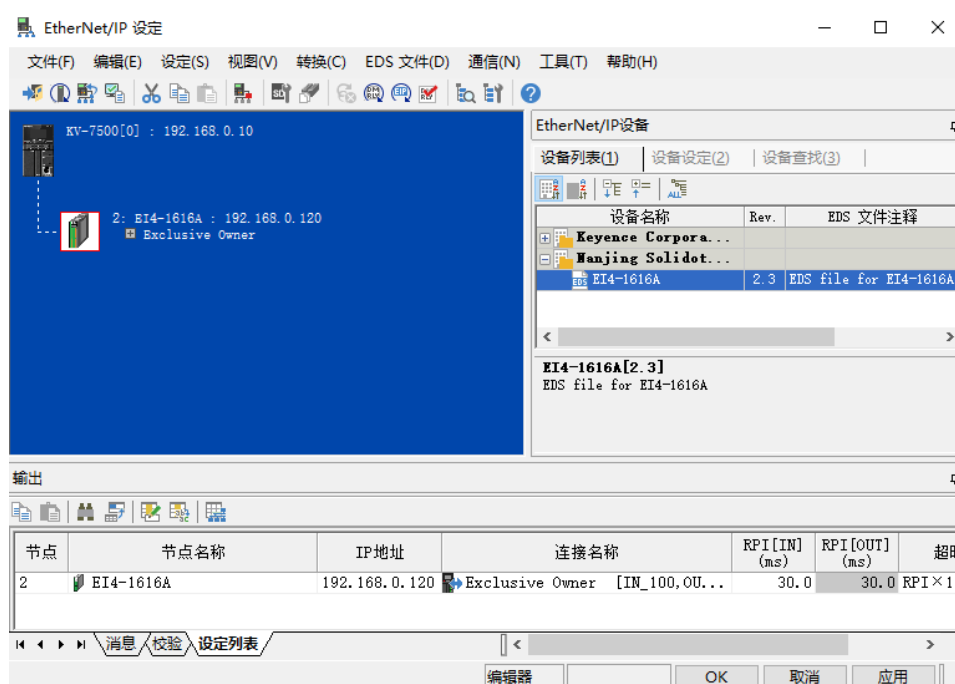 EtherNet/IP 设定
文件(F) 编辑(E) 设定(S) 视图(V) 转换(C) EDS 文件(D) 通信(N) 工具(T) 帮助(H)
KV-7500[0] : 192.168.0.10
2: EI4-1616A : 192.168.0.120
Exclusive Owner
EtherNet/IP设备
设备列表(1) 设备设定(2) 设备查找(3)
设备名称 Rev. EDS 文件注释
Keyence Corpora...
Nanjing Solidot...
EI4-1616A 2.3 EDS file for EI4-1616A
EI4-1616A[2.3]
EDS file for EI4-1616A
输出
节点 节点名称 IP地址 连接名称 RPI[IN] (ms) RPI[OUT] (ms)
2 EI4-1616A 192.168.0.120 Exclusive Owner [IN_100,OU... 30.0 30.0 RPI×1
消息 校验 设定列表
编辑器 OK 取消 应用